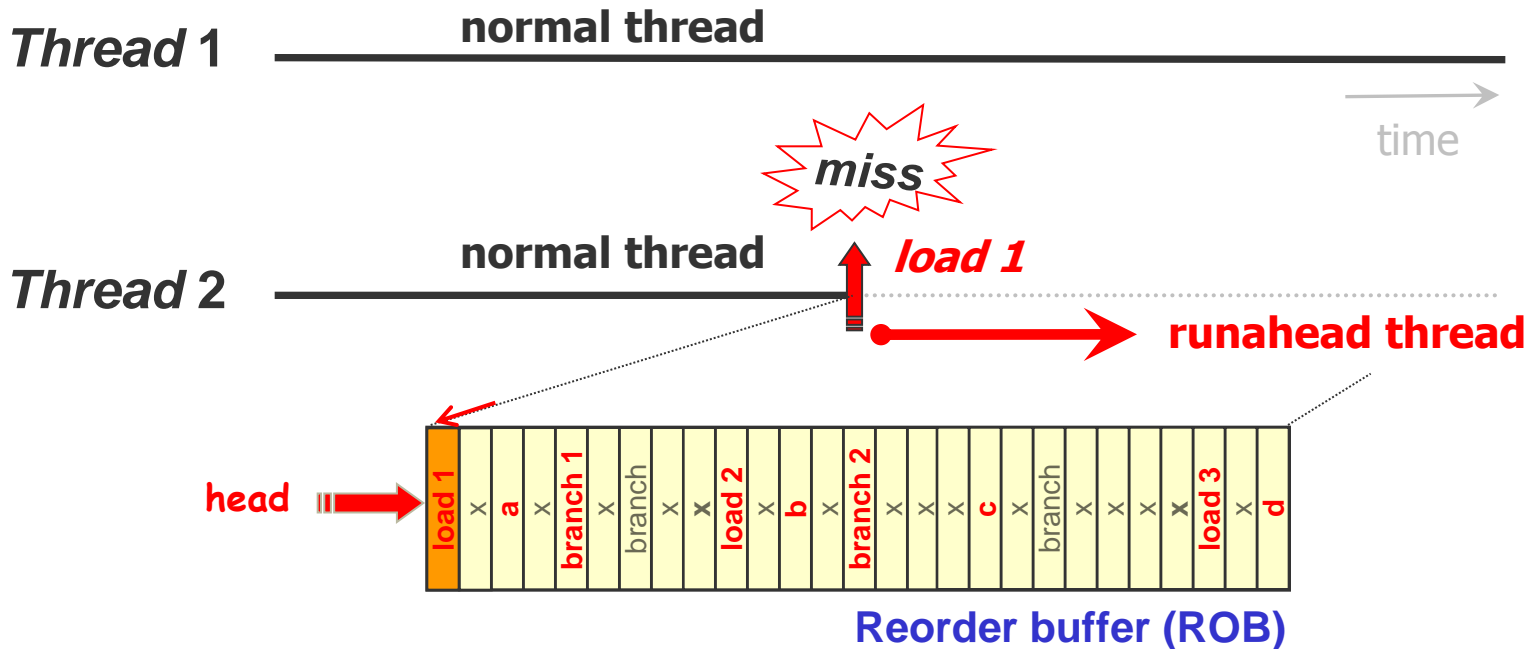 normal thread
Thread 1
time
miss
normal thread
load 1
Thread 2
runahead thread
head
load 1
x
a
x
branch 1
x
branch
x
x
load 2
x
b
x
branch 2
x
x
x
c
x
branch
x
x
x
x
load 3
x
d
Reorder buffer (ROB)